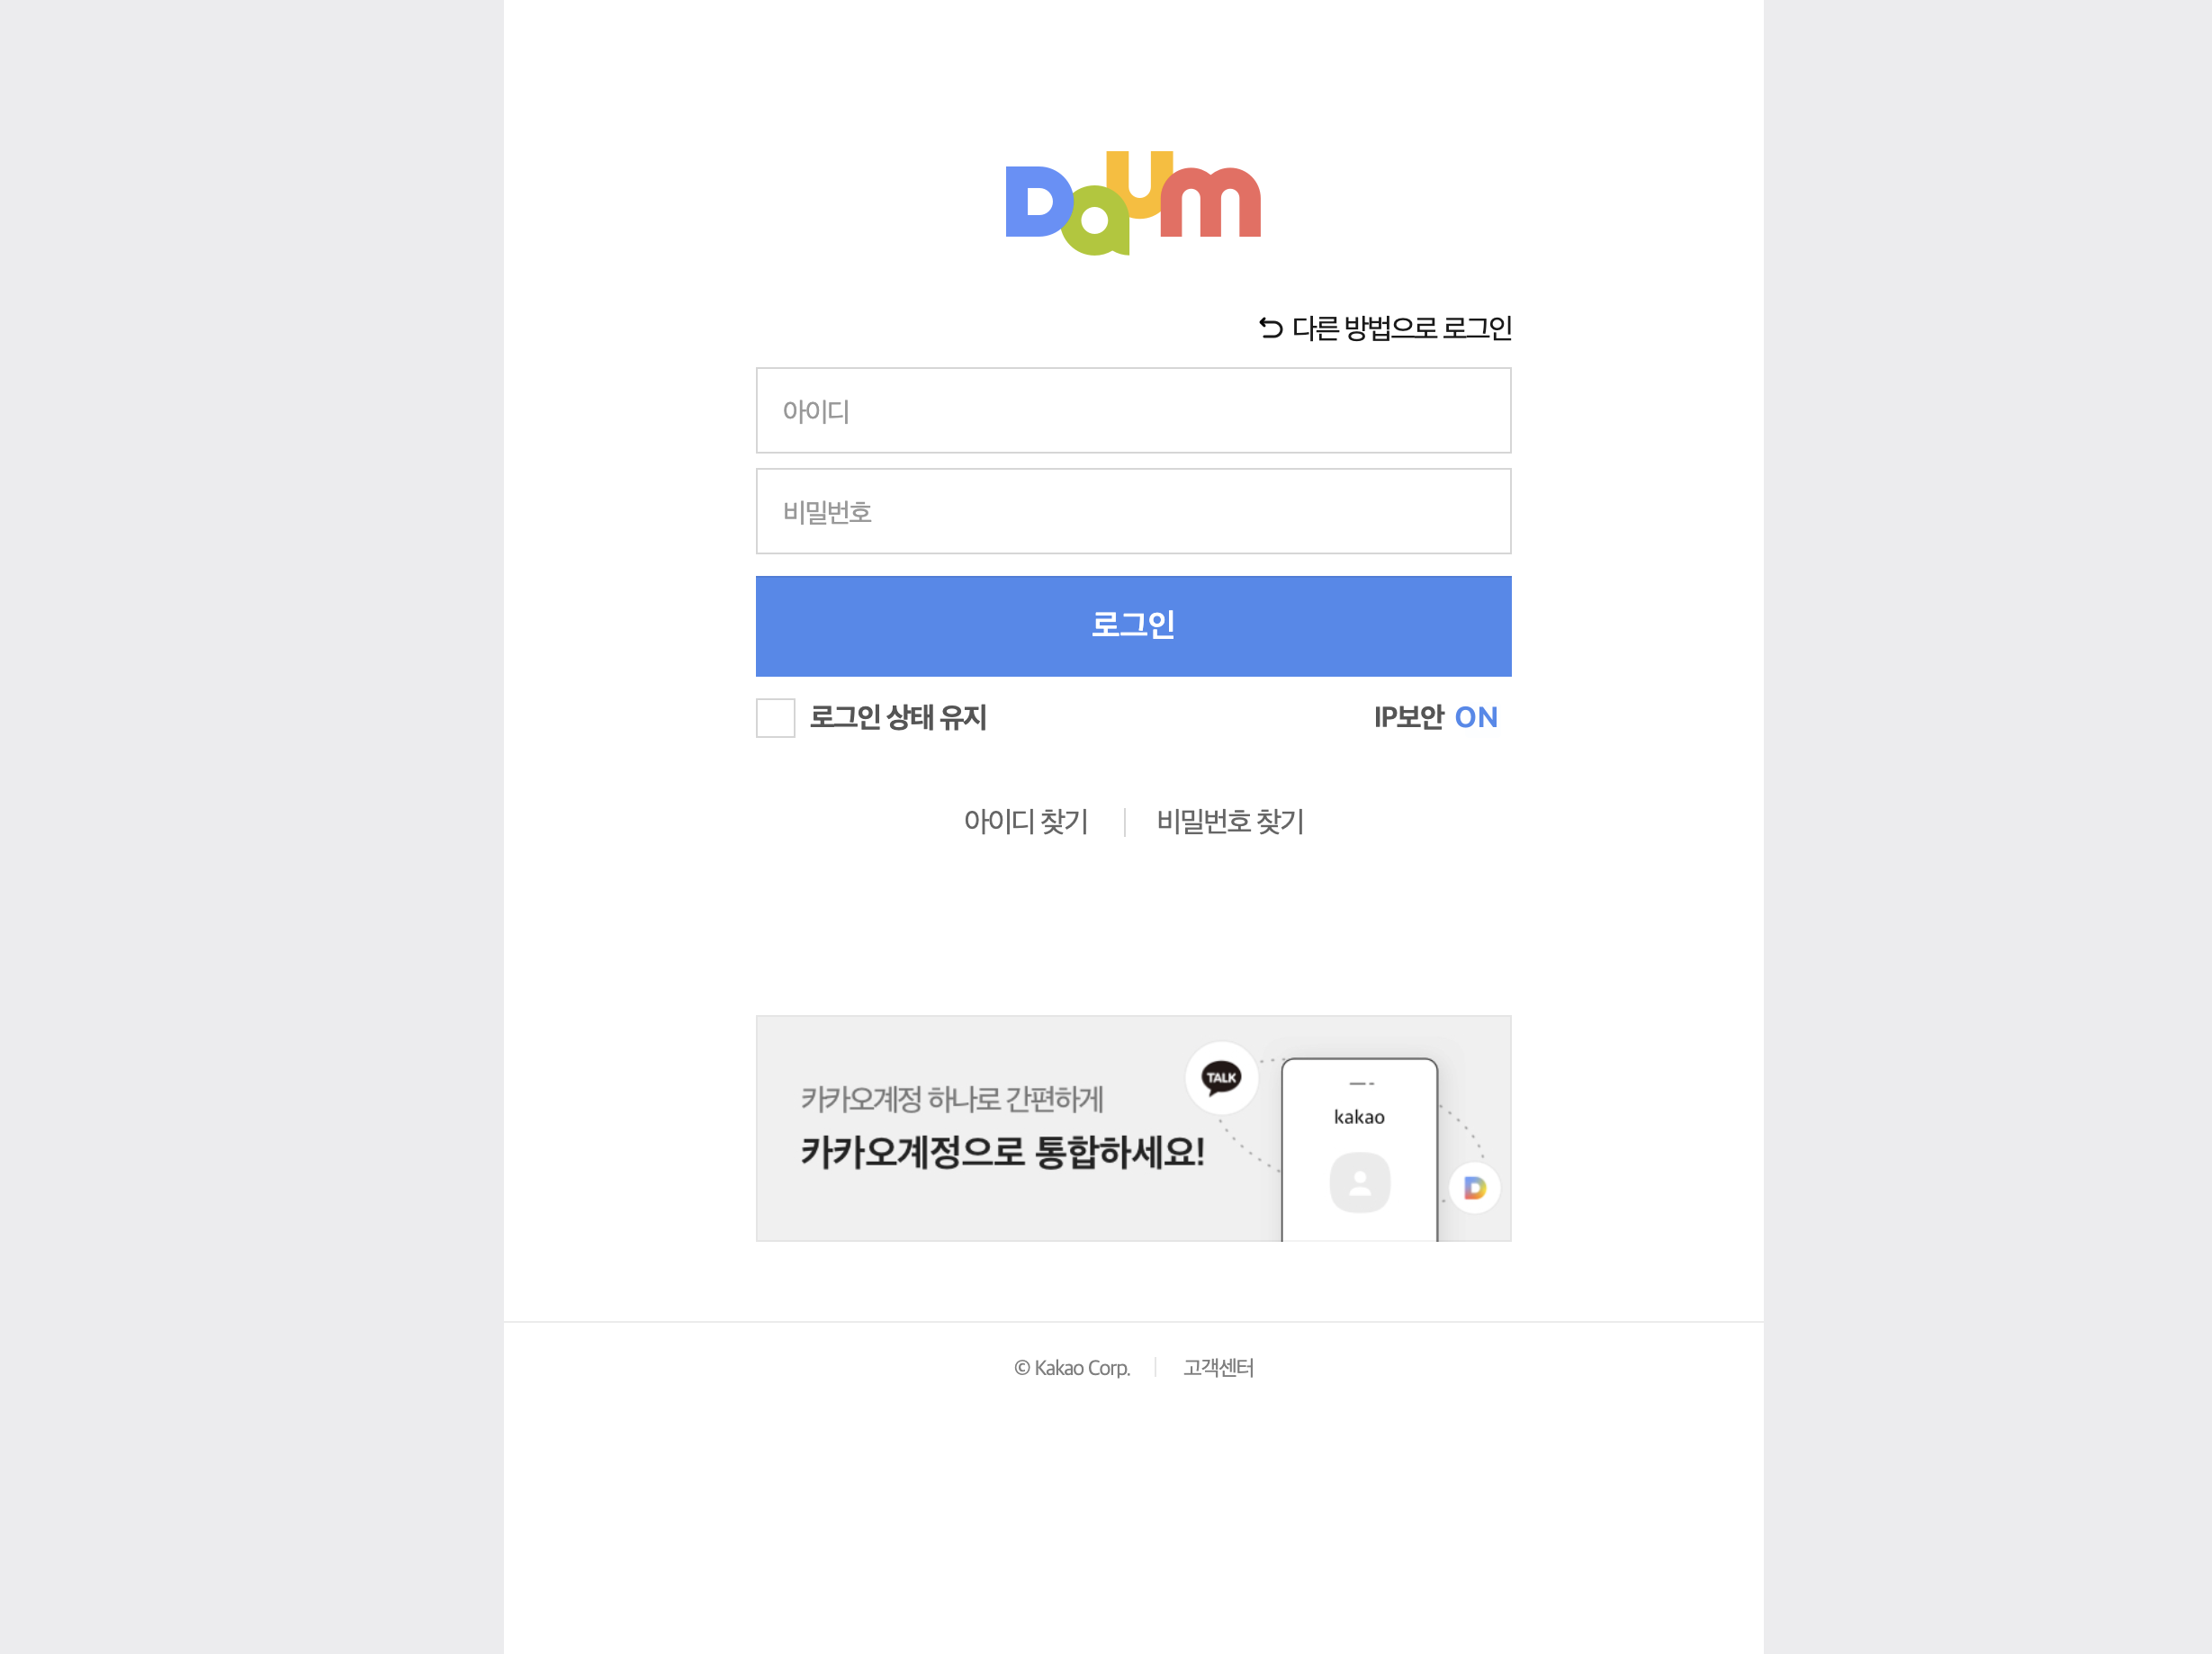 Daum
다른 방법으로 로그인
아이디
비밀번호
로그인
로그인 상태 유지 IP보안 ON
아이디 찾기 비밀번호 찾기
카카오계정 하나로 간편하게
카카오계정으로 통합하세요!
TALK
kakao
D
© Kakao Corp. 고객센터